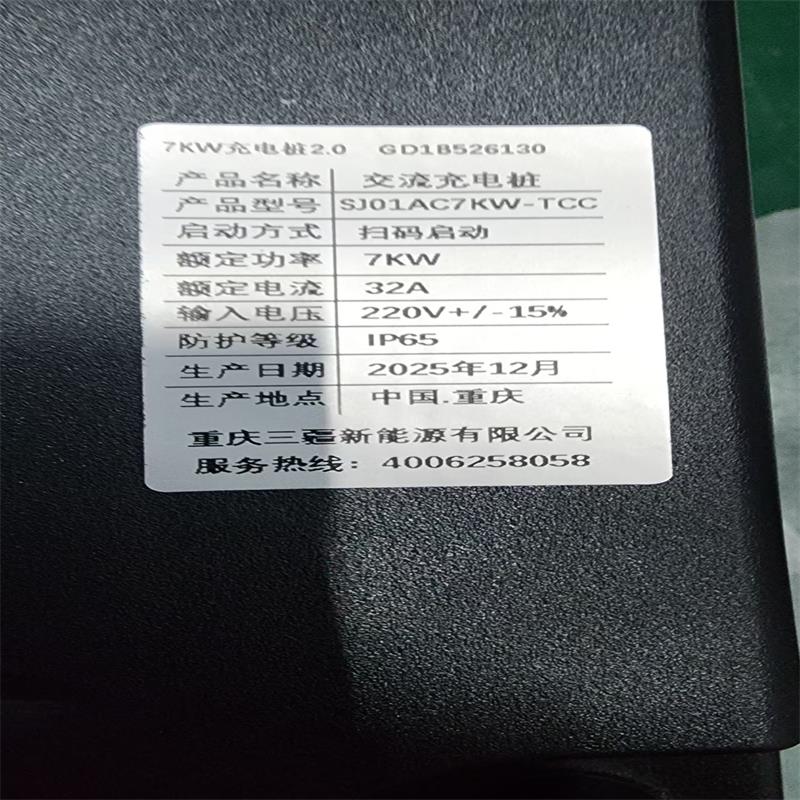 7KW充电桩2.0 GD1B526130
产品名称 交流充电桩
产品型号 SJ01AC7KW-TCC
启动方式 扫码启动
额定功率 7KW
额定电流 32A
输入电压 220V+/-15%
防护等级 IP65
生产日期 2025年12月
生产地点 中国.重庆
重庆三疆新能源有限公司
服务热线：4006258058